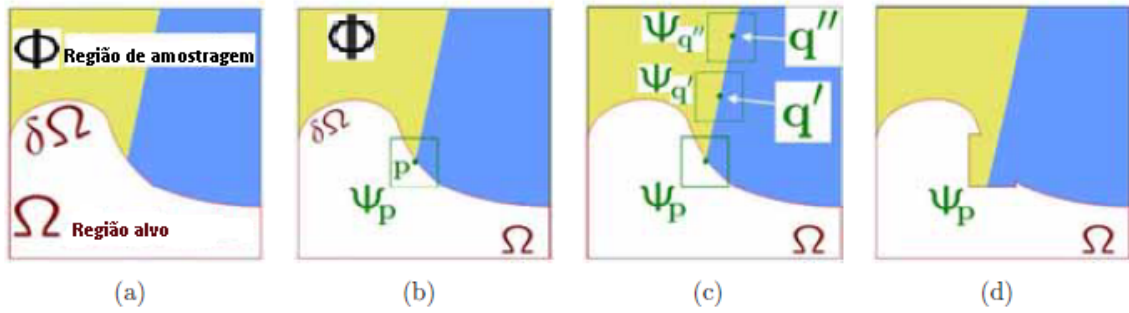 Φ Região de amostragem
δΩ
Ω Região alvo
(a)
Φ
δΩ
p
Ψp
Ω
(b)
Ψq''
q''
Ψq'
q'
Ψp
Ω
(c)
Ψp
Ω
(d)